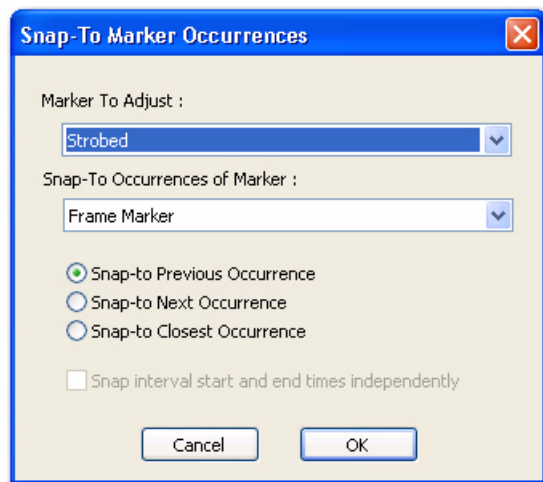 Snap-To Marker Occurrences
Marker To Adjust :
Strobed
Snap-To Occurrences of Marker :
Frame Marker
Snap-to Previous Occurrence
Snap-to Next Occurrence
Snap-to Closest Occurrence
Snap interval start and end times independently
Cancel OK